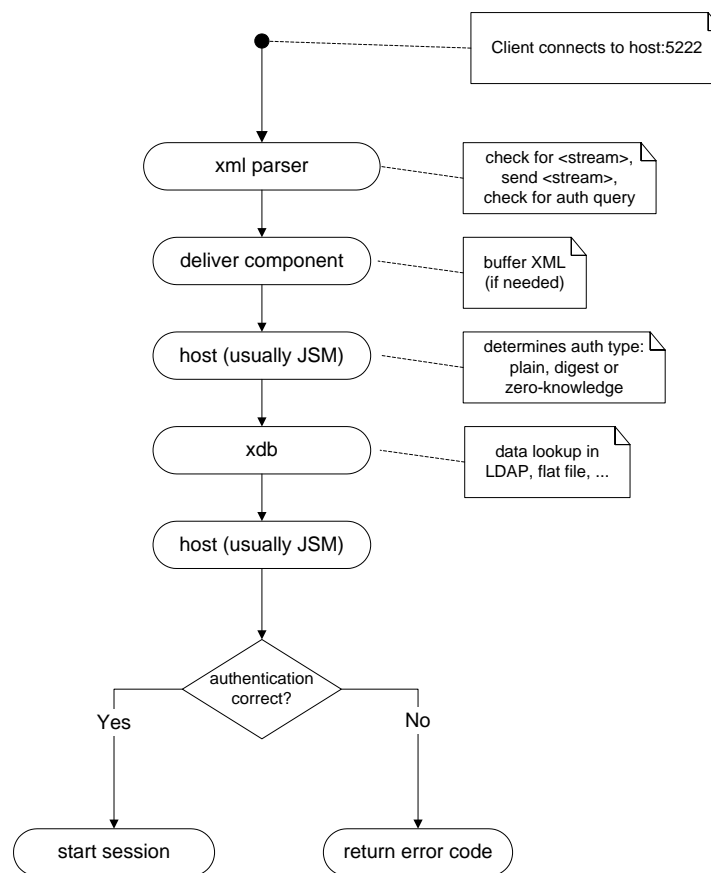 Client connects to host:5222
xml parser
check for <stream>,
send <stream>,
check for auth query
deliver component
buffer XML
(if needed)
host (usually JSM)
determines auth type:
plain, digest or
zero-knowledge
xdb
data lookup in
LDAP, flat file, ...
host (usually JSM)
authentication
correct?
Yes
No
start session
return error code